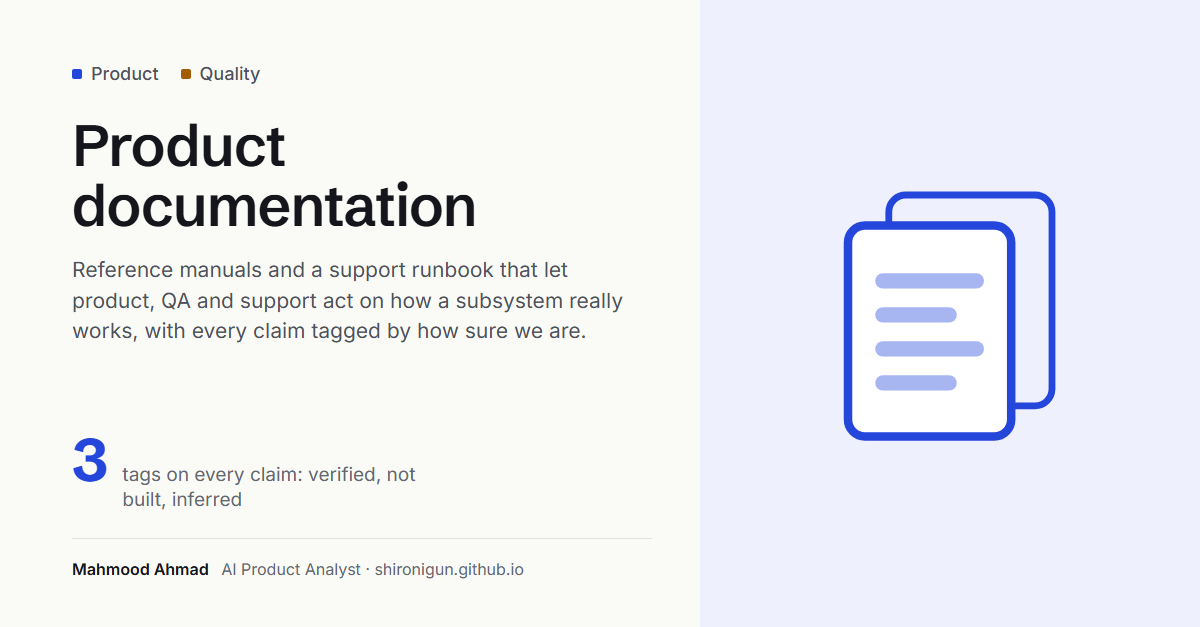 Product Quality
Product
documentation
Reference manuals and a support runbook that let
product, QA and support act on how a subsystem really
works, with every claim tagged by how sure we are.
3 tags on every claim: verified, not
built, inferred
Mahmood Ahmad AI Product Analyst · shironigun.github.io